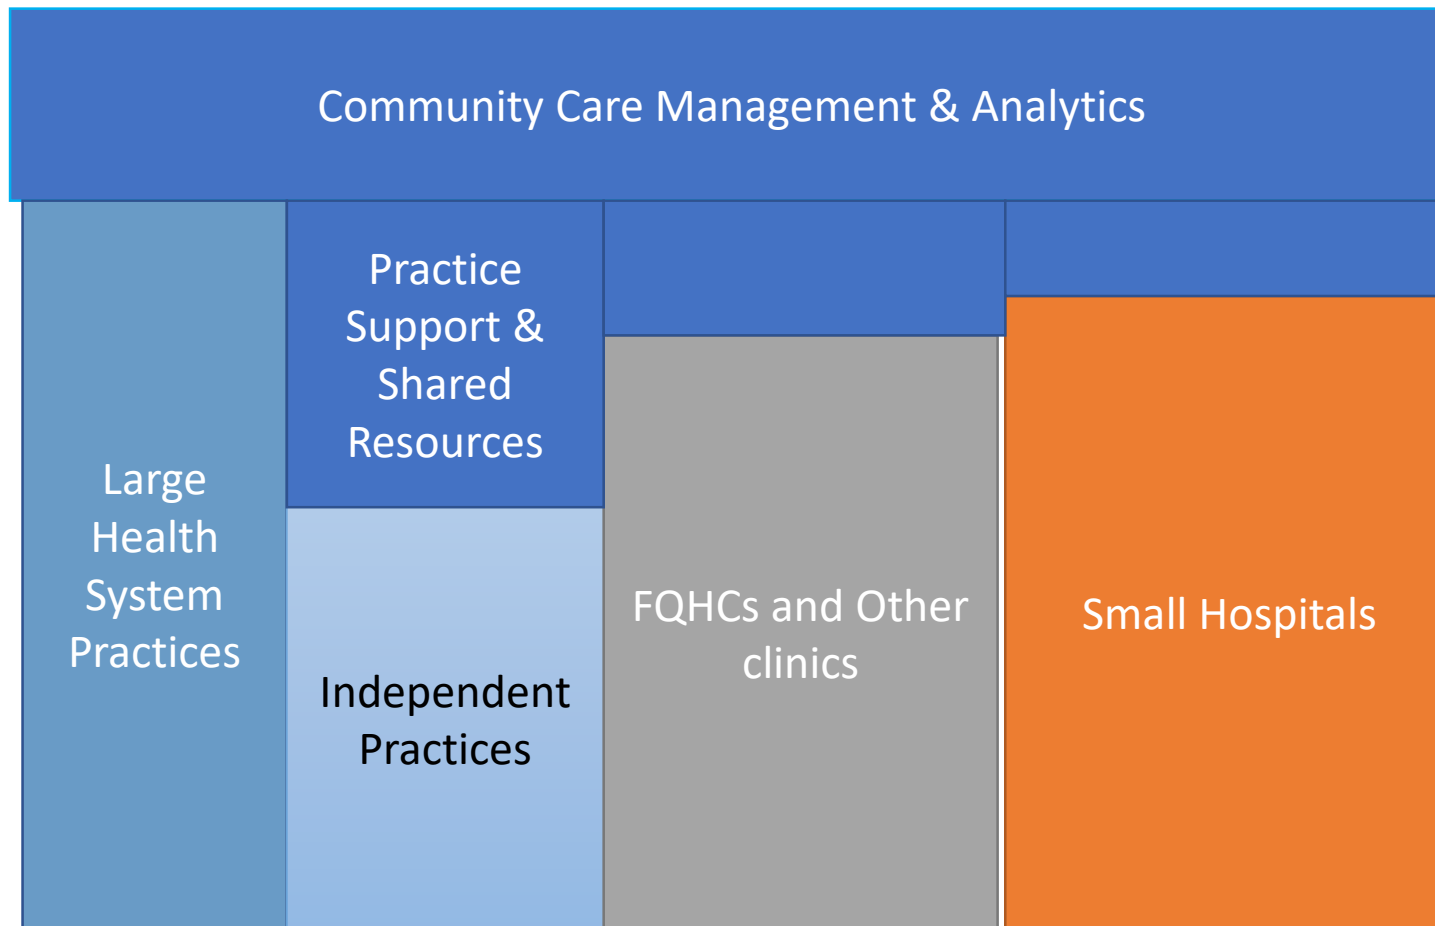 Community Care Management & Analytics
Practice
Support &
Shared
Resources
Large
Health
System
Practices
Independent
Practices
FQHCs and Other
clinics
Small Hospitals